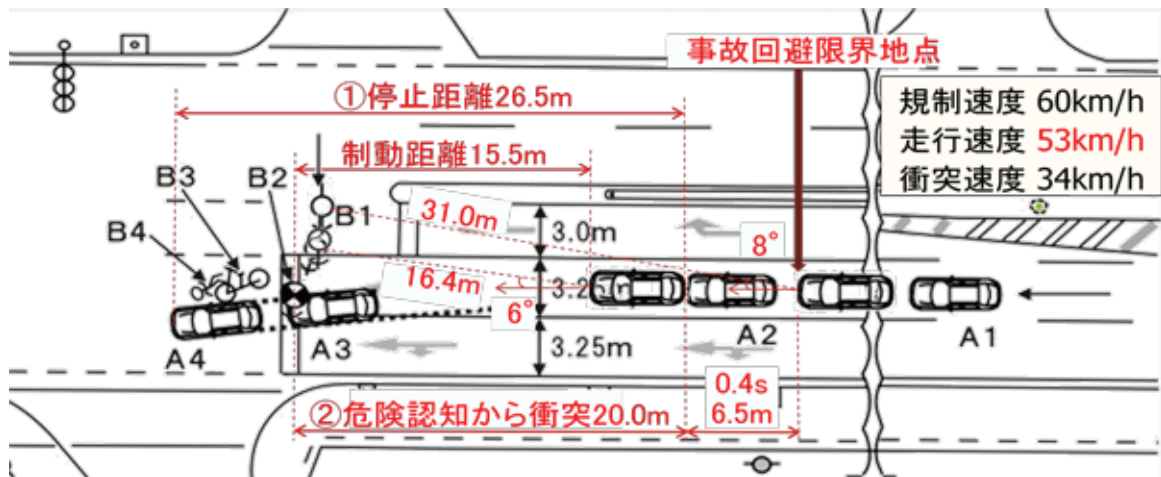 事故回避限界地点
①停止距離26.5m
規制速度 60km/h
走行速度 53km/h
衝突速度 34km/h
制動距離15.5m
B3
B2
B4
B1
31.0m
3.0m
8°
16.4m
6°
A4
A3
A2
A1
3.25m
0.4s
6.5m
②危険認知から衝突20.0m